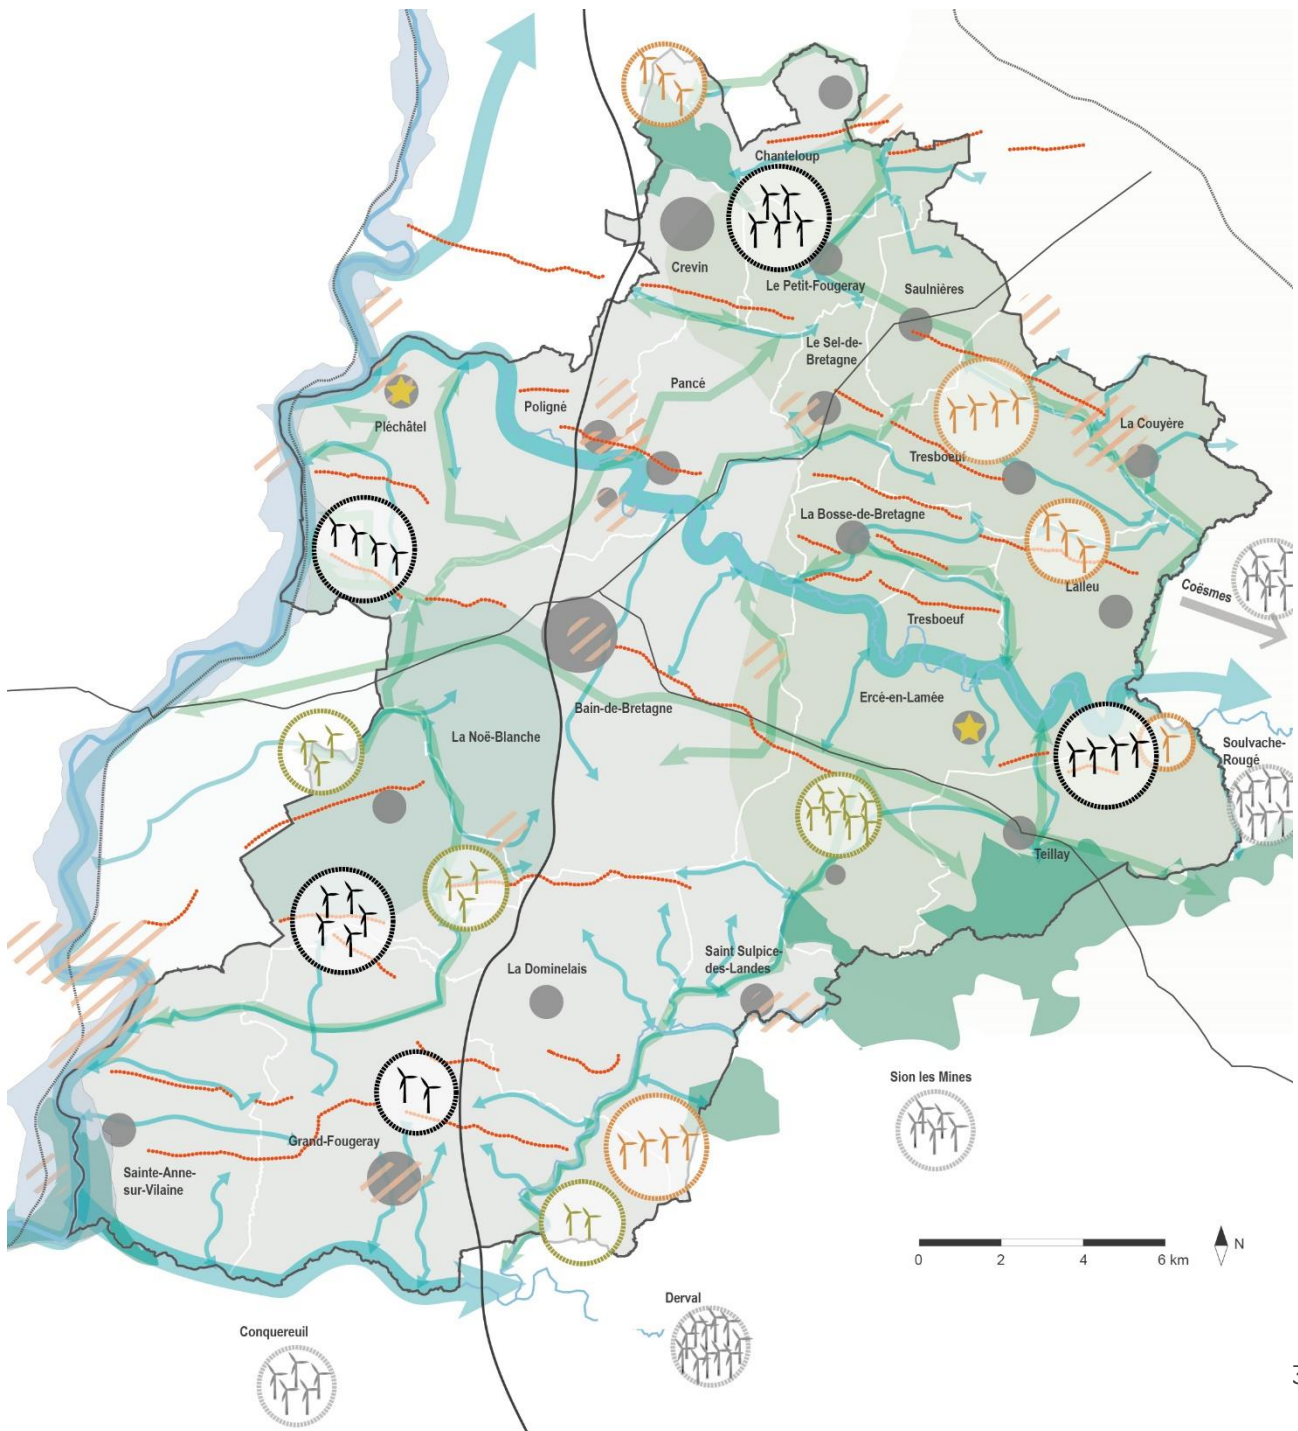 Chanteloup
Crevin
Le Petit-Fougeray
Saulnières
Le Sel-de-
Bretagne
Pancé
Poligné
Pléchâtel
La Couyère
Tresboeuf
La Bosse-de-Bretagne
Coësmes
Lalleu
Tresboeuf
Ercé-en-Lamée
Bain-de-Bretagne
La Noë-Blanche
Soulvache-
Rougé
Teillay
Saint Sulpice-
des-Landes
La Dominelais
Sion les Mines
Grand-Fougeray
Sainte-Anne-
sur-Vilaine
N
0 2 4 6 km
Derval
Conquereuil